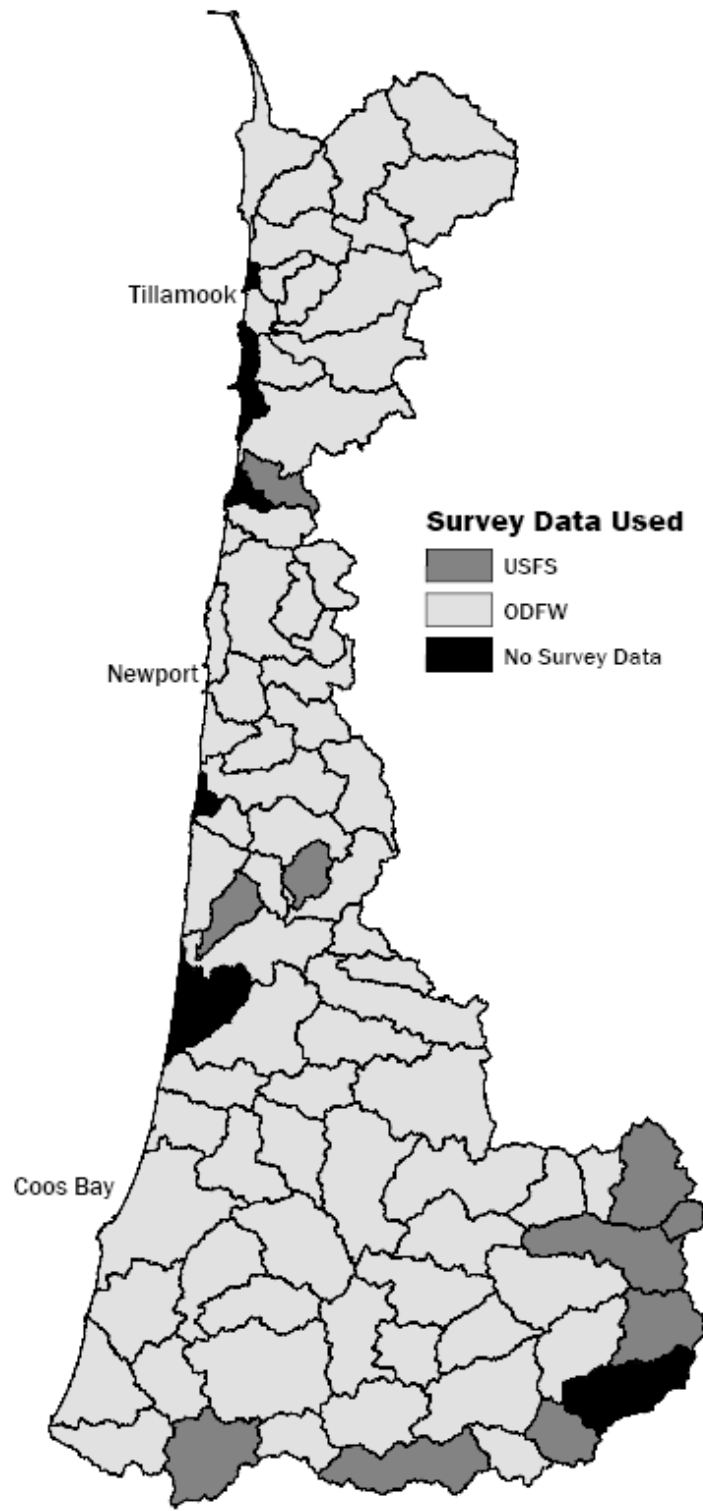 Tillamook
Survey Data Used
USFS
ODFW
No Survey Data
Newport
Coos Bay